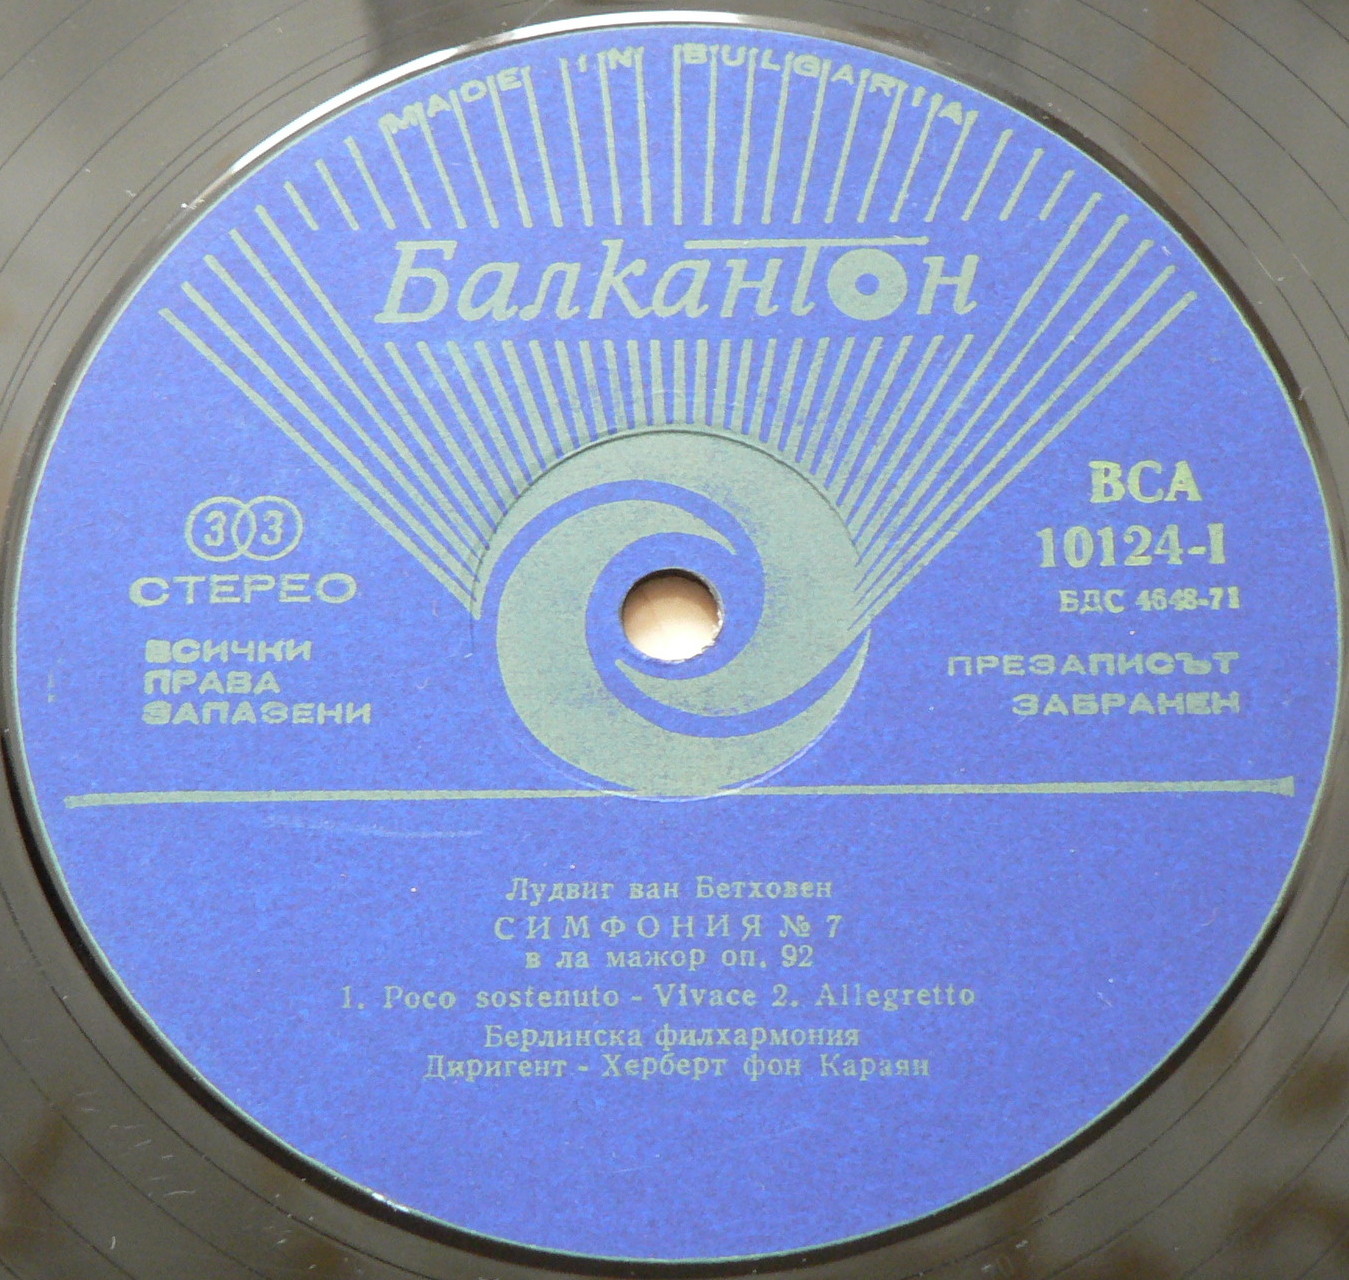 MADE IN BULGARIA
Балкантон
33
СТЕРЕО
ВСИЧКИ
ПРАВА
ЗАПАЗЕНИ
ВСА
10124-I
БДС 4648-71
ПРЕЗАПИСЪТ
ЗАБРАНЕН
Лудвиг ван Бетховен
СИМФОНИЯ № 7
в ла мажор оп. 92
1. Poco sostenuto - Vivace 2. Allegretto
Берлинска филхармония
Диригент - Херберт фон Караян